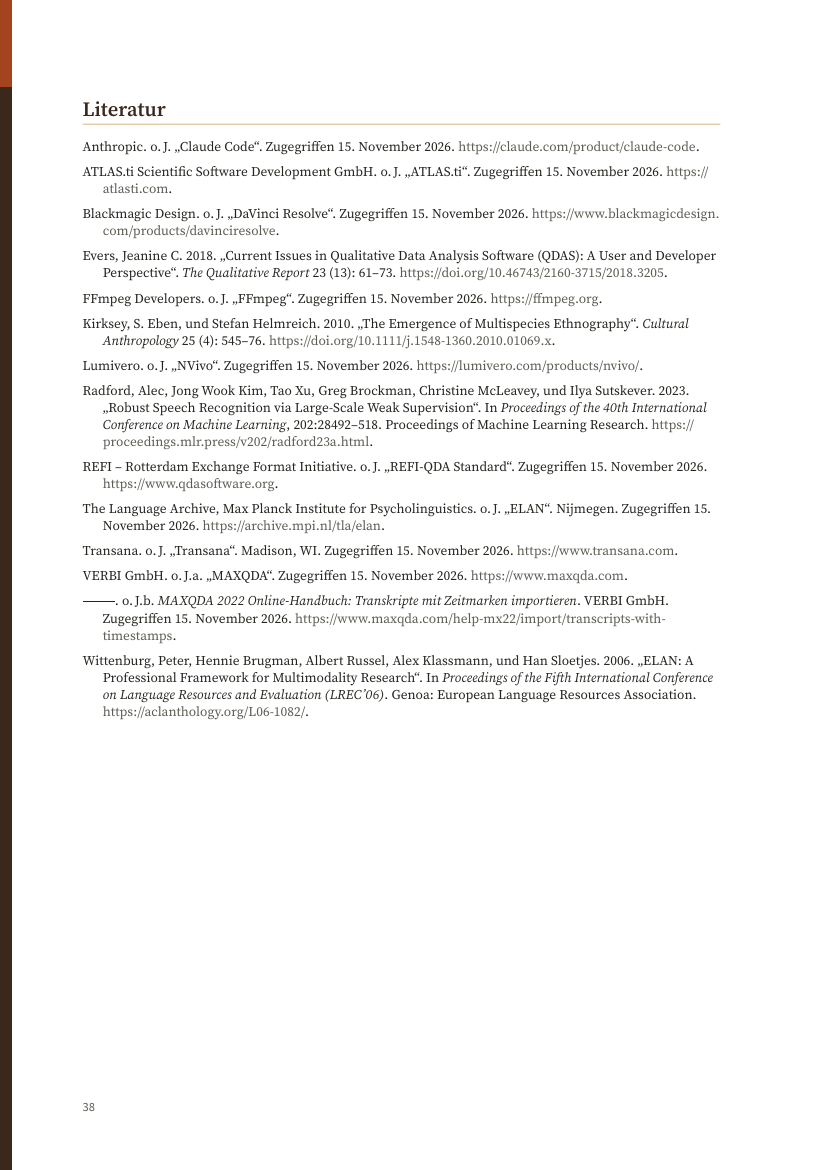 Literatur
Anthropic. o. J. „Claude Code“. Zugegriffen 15. November 2026. https://claude.com/product/claude-code.
ATLAS.ti Scientific Software Development GmbH. o. J. „ATLAS.ti“. Zugegriffen 15. November 2026. https://
atlasti.com.
Blackmagic Design. o. J. „DaVinci Resolve“. Zugegriffen 15. November 2026. https://www.blackmagicdesign.
com/products/davinciresolve.
Evers, Jeanine C. 2018. „Current Issues in Qualitative Data Analysis Software (QDAS): A User and Developer
Perspective“. The Qualitative Report 23 (13): 61–73. https://doi.org/10.46743/2160-3715/2018.3205.
FFmpeg Developers. o. J. „FFmpeg“. Zugegriffen 15. November 2026. https://ffmpeg.org.
Kirksey, S. Eben, und Stefan Helmreich. 2010. „The Emergence of Multispecies Ethnography“. Cultural
Anthropology 25 (4): 545–76. https://doi.org/10.1111/j.1548-1360.2010.01069.x.
Lumivero. o. J. „NVivo“. Zugegriffen 15. November 2026. https://lumivero.com/products/nvivo/.
Radford, Alec, Jong Wook Kim, Tao Xu, Greg Brockman, Christine McLeavey, und Ilya Sutskever. 2023.
„Robust Speech Recognition via Large-Scale Weak Supervision“. In Proceedings of the 40th International
Conference on Machine Learning, 202:28492–518. Proceedings of Machine Learning Research. https://
proceedings.mlr.press/v202/radford23a.html.
REFI – Rotterdam Exchange Format Initiative. o. J. „REFI-QDA Standard“. Zugegriffen 15. November 2026.
https://www.qdasoftware.org.
The Language Archive, Max Planck Institute for Psycholinguistics. o. J. „ELAN“. Nijmegen. Zugegriffen 15.
November 2026. https://archive.mpi.nl/tla/elan.
Transana. o. J. „Transana“. Madison, WI. Zugegriffen 15. November 2026. https://www.transana.com.
VERBI GmbH. o. J.a. „MAXQDA“. Zugegriffen 15. November 2026. https://www.maxqda.com.
———. o. J.b. MAXQDA 2022 Online-Handbuch: Transkripte mit Zeitmarken importieren. VERBI GmbH.
Zugegriffen 15. November 2026. https://www.maxqda.com/help-mx22/import/transcripts-with-
timestamps.
Wittenburg, Peter, Hennie Brugman, Albert Russel, Alex Klassmann, und Han Sloetjes. 2006. „ELAN: A
Professional Framework for Multimodality Research“. In Proceedings of the Fifth International Conference
on Language Resources and Evaluation (LREC’06). Genoa: European Language Resources Association.
https://aclanthology.org/L06-1082/.
38